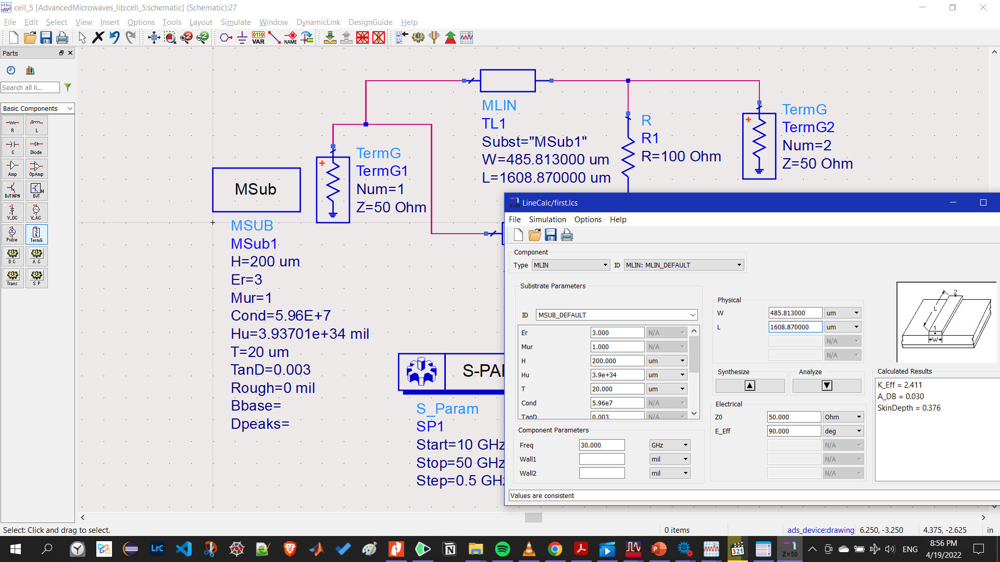 cell_5 [AdvancedMicrowaves_lib:cell_5:schematic] (Schematic):27
File Edit Select View Insert Options Tools Layout Simulate Window DynamicLink DesignGuide Help
0110
VAR
NAME
Parts
Search all li...
Basic Components
R L
C Diode
Amp OpAmp
BJTNPN BJT
M
V_DC V_AC
Pulse TermG
D C A C
Trans S P
MLIN
TL1
Subst="MSub1"
W=485.813000 um
L=1608.870000 um
R
R1
R=100 Ohm
TermG
TermG2
Num=2
Z=50 Ohm
TermG
TermG1
Num=1
Z=50 Ohm
MSub
MSUB
MSub1
H=200 um
Er=3
Mur=1
Cond=5.96E+7
Hu=3.93701e+34 mil
T=20 um
TanD=0.003
Rough=0 mil
Bbase=
Dpeaks=
S-PA
S_Param
SP1
Start=10 GHz
Stop=50 GHz
Step=0.5 GHz
LineCalc/first.lcs
File Simulation Options Help
Component
Type MLIN ID MLIN: MLIN_DEFAULT
Substrate Parameters
ID MSUB_DEFAULT
Er 3.000 N/A
Mur 1.000 N/A
H 200.000 um
Hu 3.9e+34 um
T 20.000 um
Cond 5.96e7 N/A
TanD 0.003 N/A
Component Parameters
Freq 30.000 GHz
Wall1 mil
Wall2 mil
Physical
W 485.813000 um
L 1608.870000 um
N/A
N/A
Synthesize Analyze
Electrical
Z0 50.000 Ohm
E_Eff 90.000 deg
N/A
N/A
N/A
2
L
1
W
Calculated Results
K_Eff = 2.411
A_DB = 0.030
SkinDepth = 0.376
Values are consistent
Select: Click and drag to select.
0 items
ads_device:drawing 6.250, -3.250 4.375, -2.625 in
LrC
321
Z=50
ENG
8:56 PM
4/19/2022